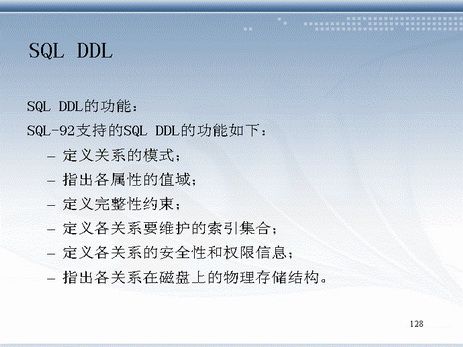 SQL DDL
SQL DDL的功能：
SQL-92支持的SQL DDL的功能如下：
– 定义关系的模式；
– 指出各属性的值域；
– 定义完整性约束；
– 定义各关系要维护的索引集合；
– 定义各关系的安全性和权限信息；
– 指出各关系在磁盘上的物理存储结构。
128